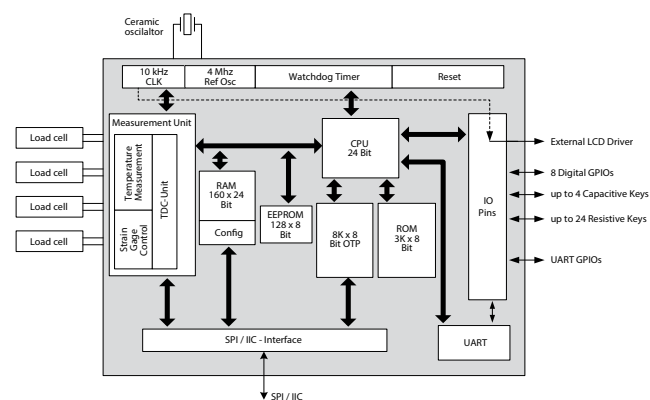 Ceramic
oscilaltor
10 kHz
CLK
4 Mhz
Ref Osc
Watchdog Timer
Reset
Measurement Unit
Temperature
Measurement
Strain
Gage
Control
TDC-Unit
Load cell
Load cell
Load cell
Load cell
CPU
24 Bit
RAM
160 x 24
Bit
Config
EEPROM
128 x 8
Bit
8K x 8
Bit OTP
ROM
3K x 8
Bit
IO
Pins
External LCD Driver
8 Digital GPIOs
up to 4 Capacitive Keys
up to 24 Resistive Keys
UART GPIOs
SPI / IIC - Interface
UART
SPI / IIC